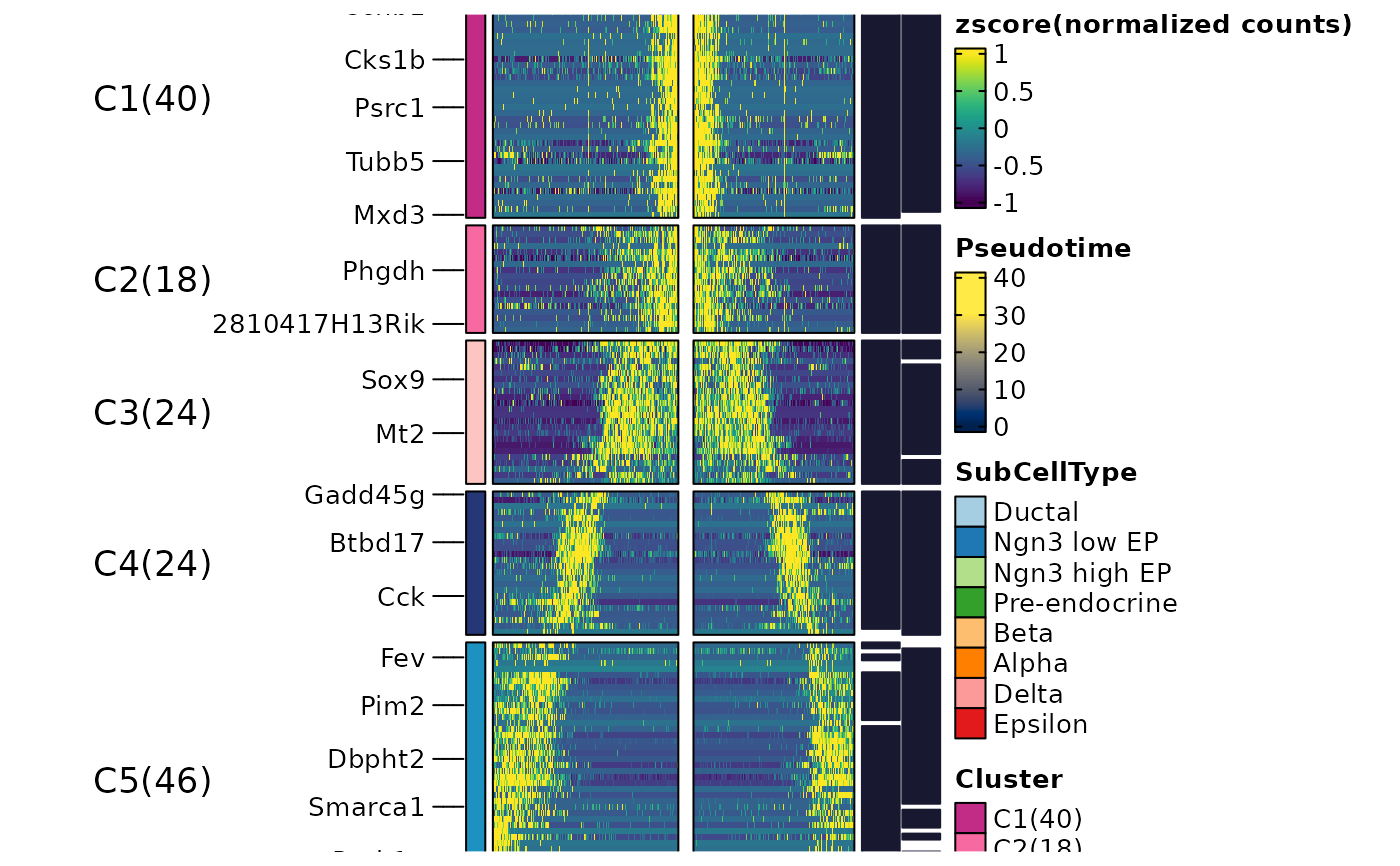 C1(40)
Cks1b
Psrc1
Tubb5
Mxd3
C2(18)
Phgdh
2810417H13Rik
C3(24)
Sox9
Mt2
C4(24)
Gadd45g
Btbd17
Cck
C5(46)
Fev
Pim2
Dbpht2
Smarca1
zscore(normalized counts)
1
0.5
0
-0.5
-1
Pseudotime
40
30
20
10
0
SubCellType
Ductal
Ngn3 low EP
Ngn3 high EP
Pre-endocrine
Beta
Alpha
Delta
Epsilon
Cluster
C1(40)
C2(18)